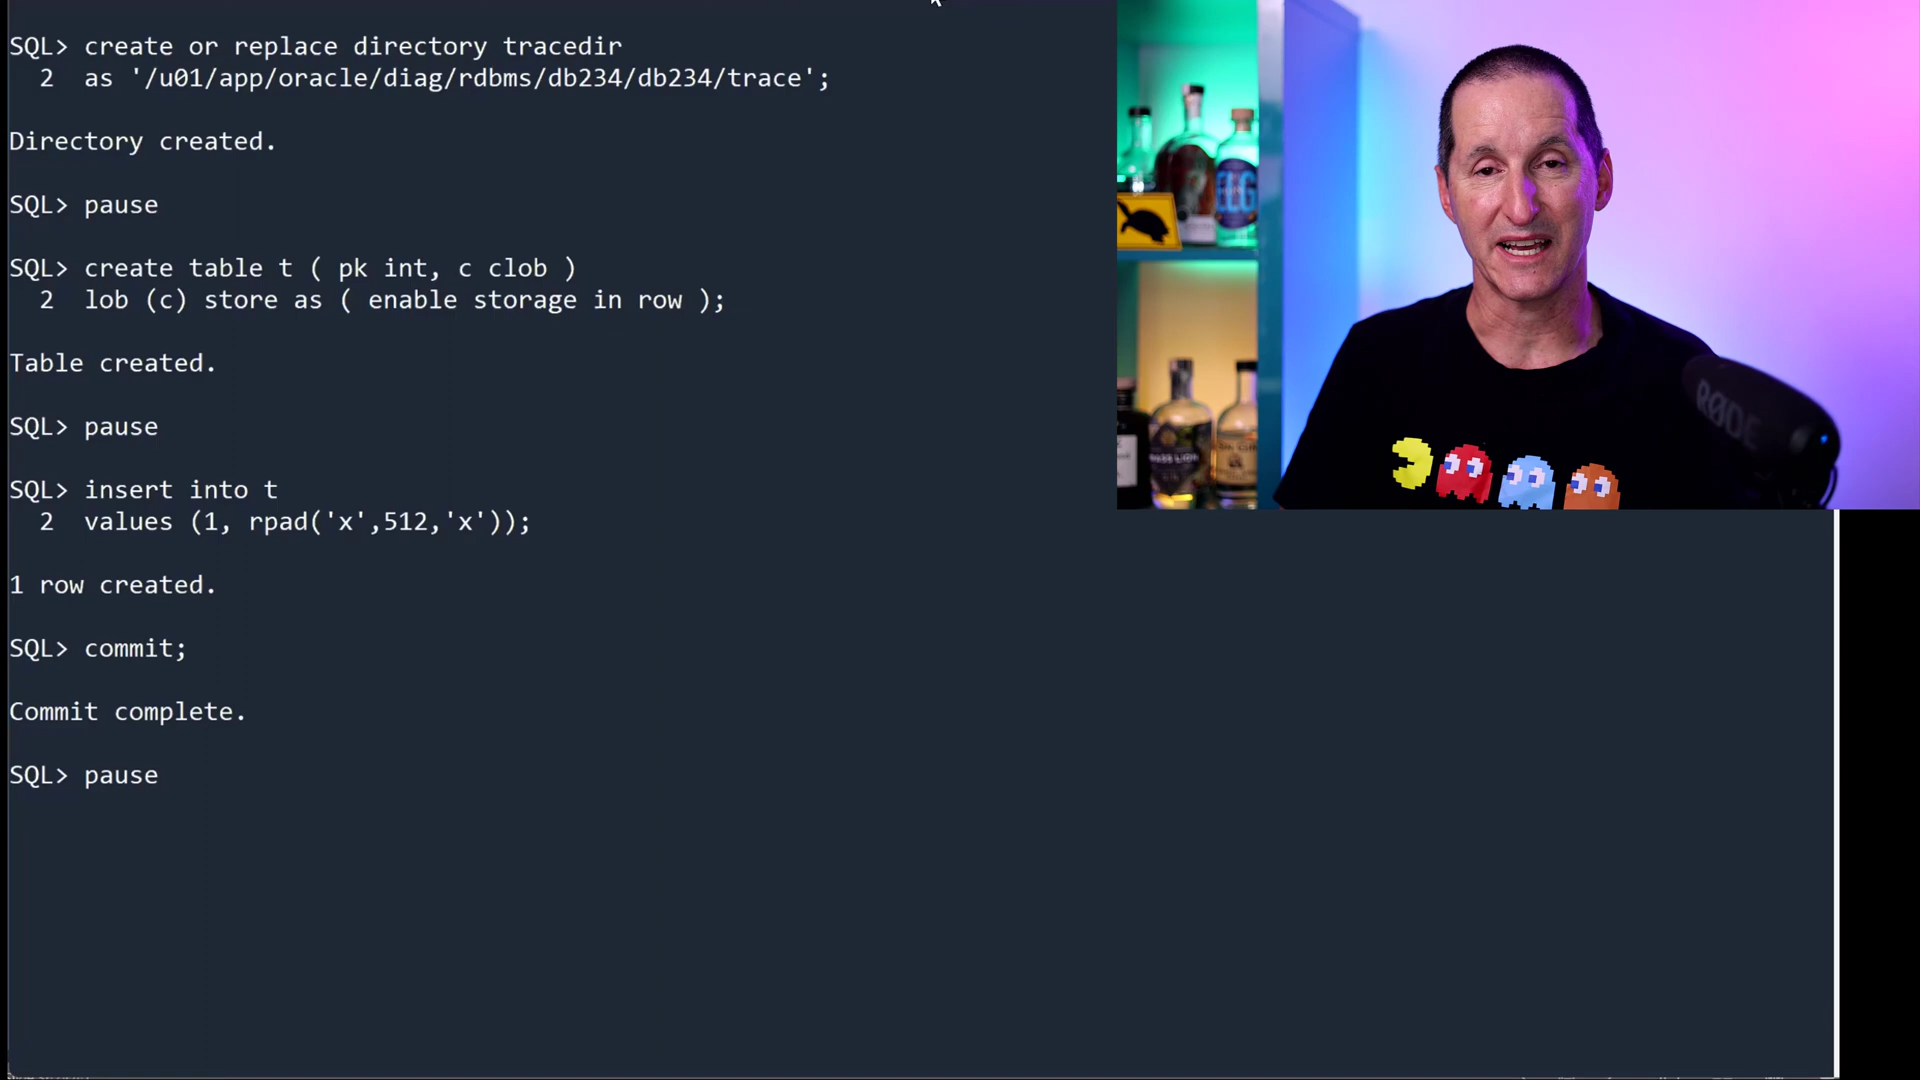 SQL> create or replace directory tracedir
  2  as '/u01/app/oracle/diag/rdbms/db234/db234/trace';
Directory created.
SQL> pause
SQL> create table t ( pk int, c clob )
  2  lob (c) store as ( enable storage in row );
Table created.
SQL> pause
SQL> insert into t
  2  values (1, rpad('x',512,'x'));
1 row created.
SQL> commit;
Commit complete.
SQL> pause
RØDE